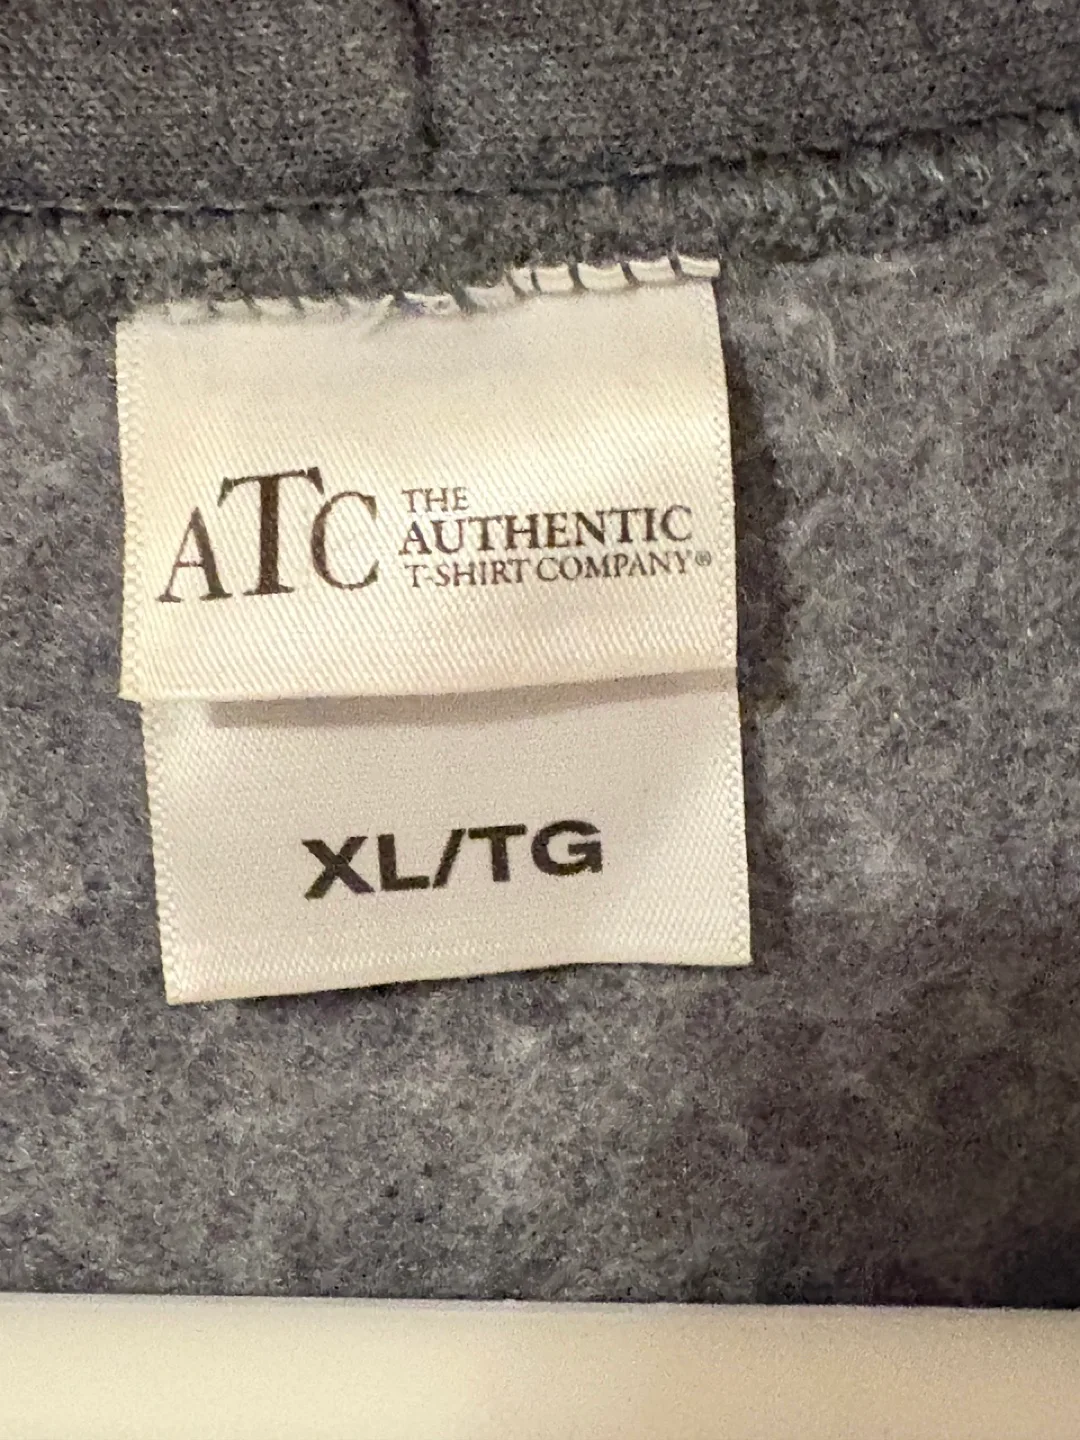 ATC THE
AUTHENTIC
T-SHIRT COMPANY®
XL/TG